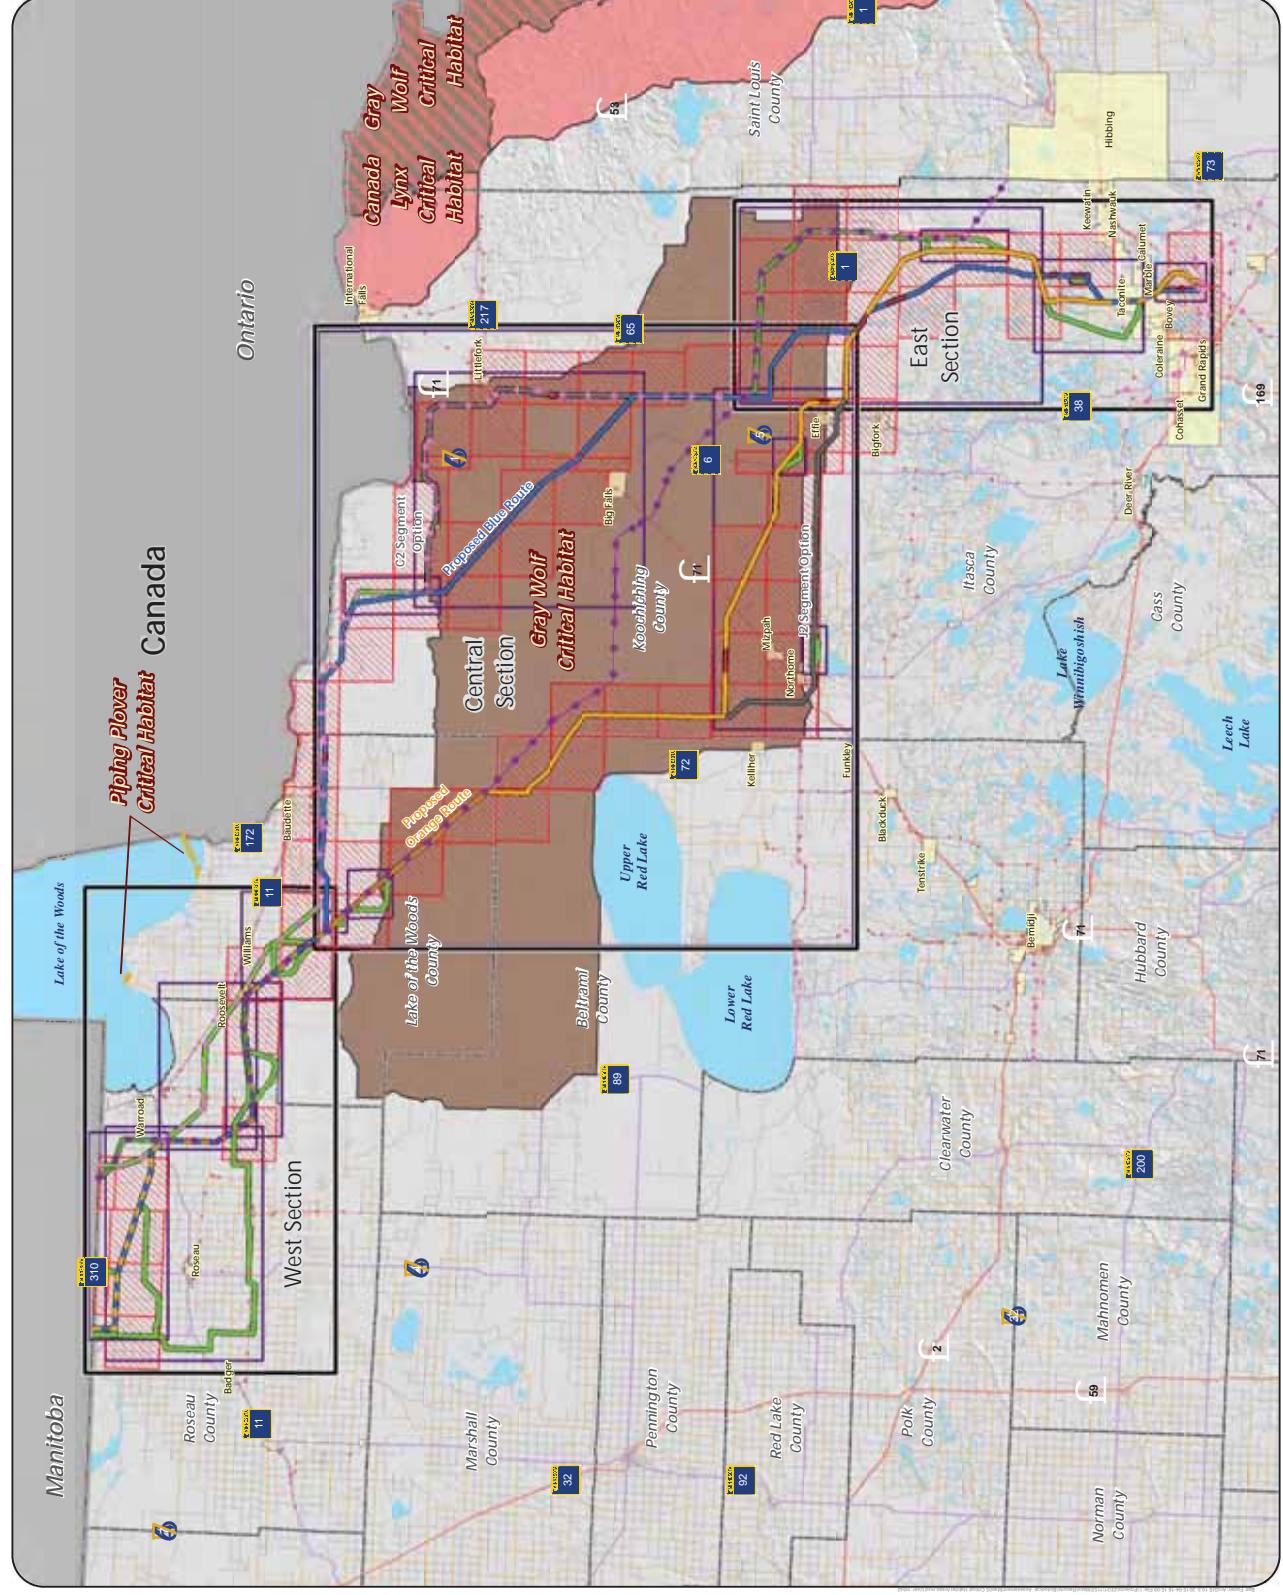 Manitoba
Canada
Ontario
Lake of the Woods
Piping Plover
Critical Habitat
Canada
Lynx
Critical
Habitat
Gray
Wolf
Critical
Habitat
International
Falls
Saint Louis
County
Hibbing
Keewatin
Nashwauk
Calumet
Marble
Taconite
Bovey
Coleraine
Grand Rapids
Cohasset
Deer River
Bigfork
Effie
Littlefork
Big Falls
Mizpah
Northome
Kelliher
Funkley
Blackduck
Tenstrike
Bemidji
Baudette
Williams
Roosevelt
Warroad
Roseau
Badger
West Section
Central
Section
East
Section
Gray Wolf
Critical Habitat
Proposed Blue Route
Proposed
Orange Route
C2 Segment
Option
J2 Segment Option
Koochiching
County
Itasca
County
Cass
County
Lake
Winnibigoshish
Leech
Lake
Upper
Red Lake
Lower
Red Lake
Lake of the Woods
County
Beltrami
County
Hubbard
County
Clearwater
County
Mahnomen
County
Norman
County
Polk
County
Red Lake
County
Pennington
County
Marshall
County
Roseau
County
310
11
172
11
217
71
65
53
1
1
6
71
38
73
169
72
89
32
92
2
59
200
71
71